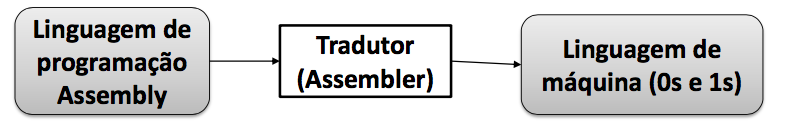 Linguagem de
programação
Assembly
Tradutor
(Assembler)
Linguagem de
máquina (0s e 1s)